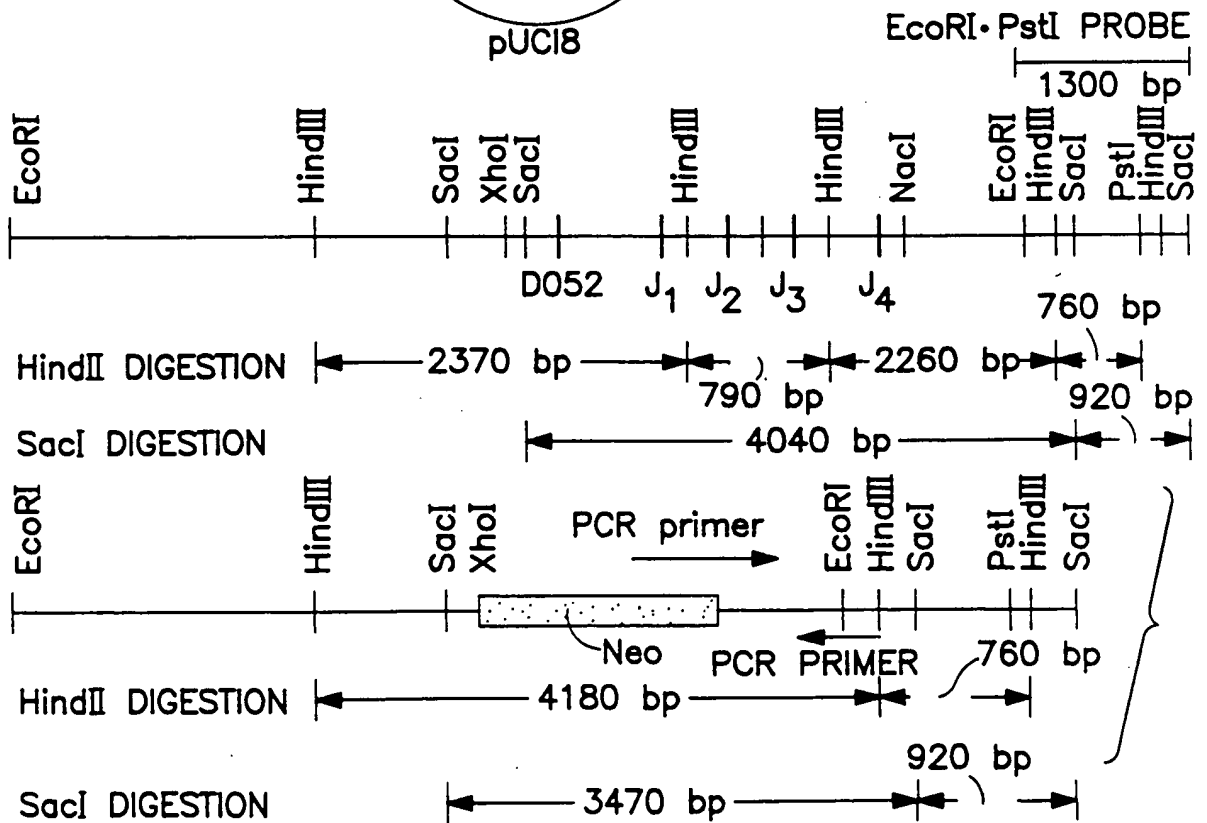 pUC18
EcoRI•PstI PROBE
1300 bp
EcoRI HindIII SacI XhoI SacI HindIII HindIII NacI EcoRI HindIII SacI PstI HindIII SacI
D052 J1 J2 J3 J4
760 bp
HindII DIGESTION 2370 bp 790 bp 2260 bp
920 bp
SacI DIGESTION 4040 bp
EcoRI HindIII SacI XhoI PCR primer EcoRI HindIII SacI PstI HindIII SacI
Neo PCR PRIMER 760 bp
HindII DIGESTION 4180 bp
920 bp
SacI DIGESTION 3470 bp